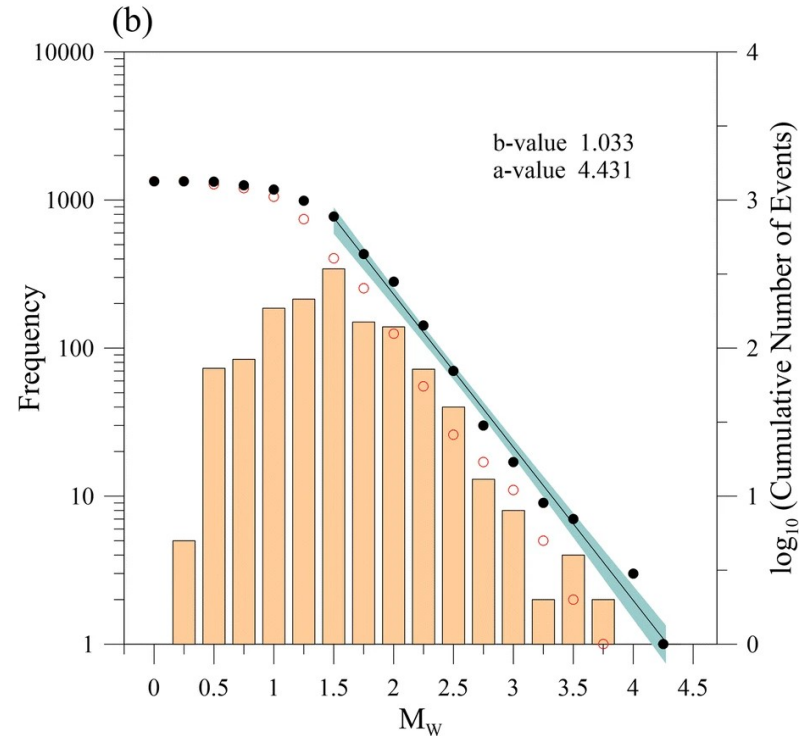 (b)
10000
1000
100
10
1
Frequency
b-value 1.033
a-value 4.431
4
3
2
1
0
log10 (Cumulative Number of Events)
0 0.5 1 1.5 2 2.5 3 3.5 4 4.5
MW